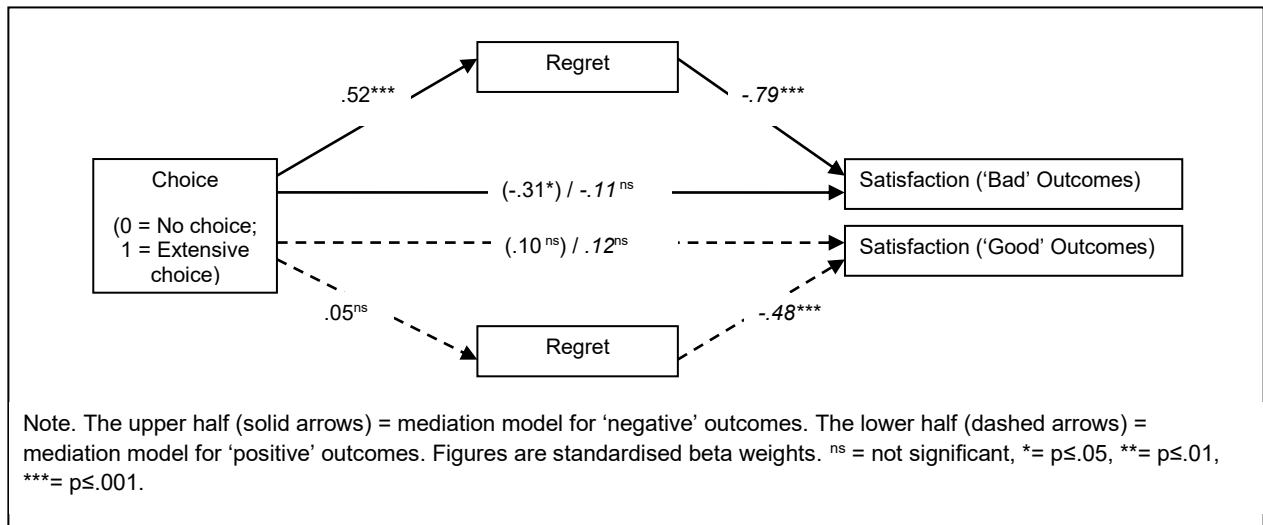 Regret
.52***
-.79***
Choice
(0 = No choice;
1 = Extensive
choice)
(-.31*) / -.11 ns
Satisfaction (‘Bad’ Outcomes)
(.10 ns) / .12ns
Satisfaction (‘Good’ Outcomes)
.05ns
-.48***
Regret
Note. The upper half (solid arrows) = mediation model for ‘negative’ outcomes. The lower half (dashed arrows) =
mediation model for ‘positive’ outcomes. Figures are standardised beta weights. ns = not significant, *= p≤.05, **= p≤.01,
***= p≤.001.